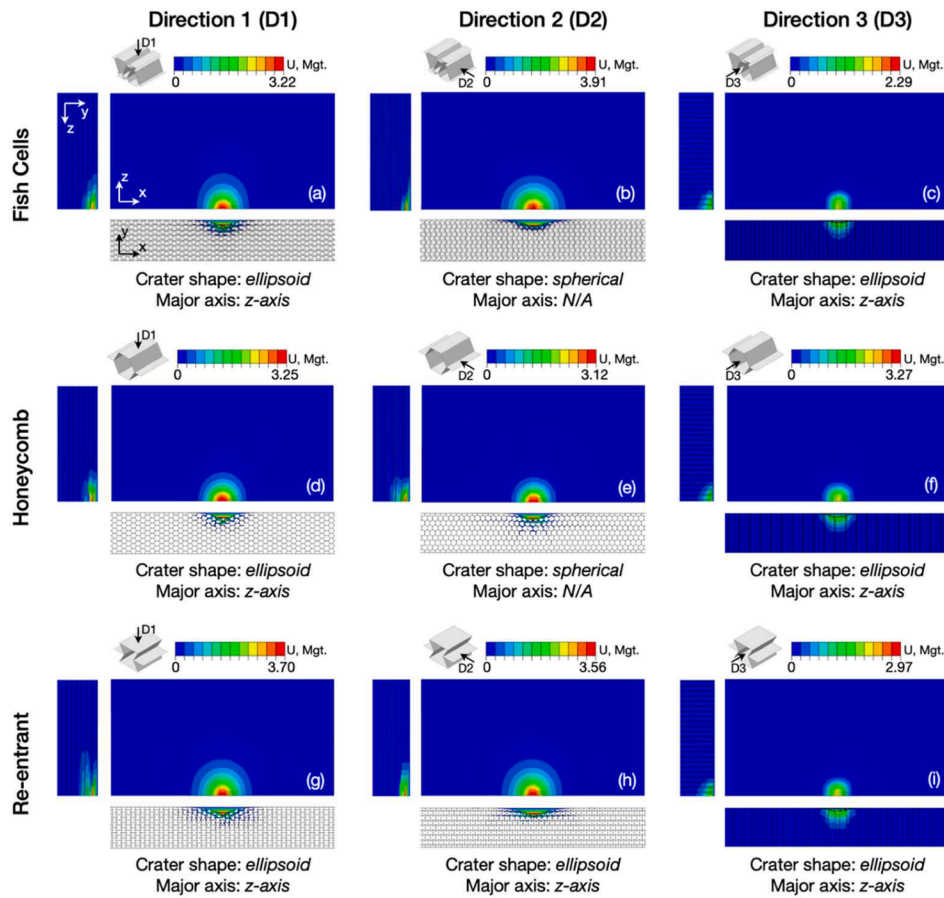 Direction 1 (D1)
Direction 2 (D2)
Direction 3 (D3)
Fish Cells
D1
U, Mgt.
0
3.22
D2
U, Mgt.
0
3.91
D3
U, Mgt.
0
2.29
y
z
z
x
(a)
y
x
(b)
(c)
Crater shape: ellipsoid
Major axis: z-axis
Crater shape: spherical
Major axis: N/A
Crater shape: ellipsoid
Major axis: z-axis
Honeycomb
D1
U, Mgt.
0
3.25
D2
U, Mgt.
0
3.12
D3
U, Mgt.
0
3.27
(d)
(e)
(f)
Crater shape: ellipsoid
Major axis: z-axis
Crater shape: spherical
Major axis: N/A
Crater shape: ellipsoid
Major axis: z-axis
Re-entrant
D1
U, Mgt.
0
3.70
D2
U, Mgt.
0
3.56
D3
U, Mgt.
0
2.97
(g)
(h)
(i)
Crater shape: ellipsoid
Major axis: z-axis
Crater shape: ellipsoid
Major axis: z-axis
Crater shape: ellipsoid
Major axis: z-axis